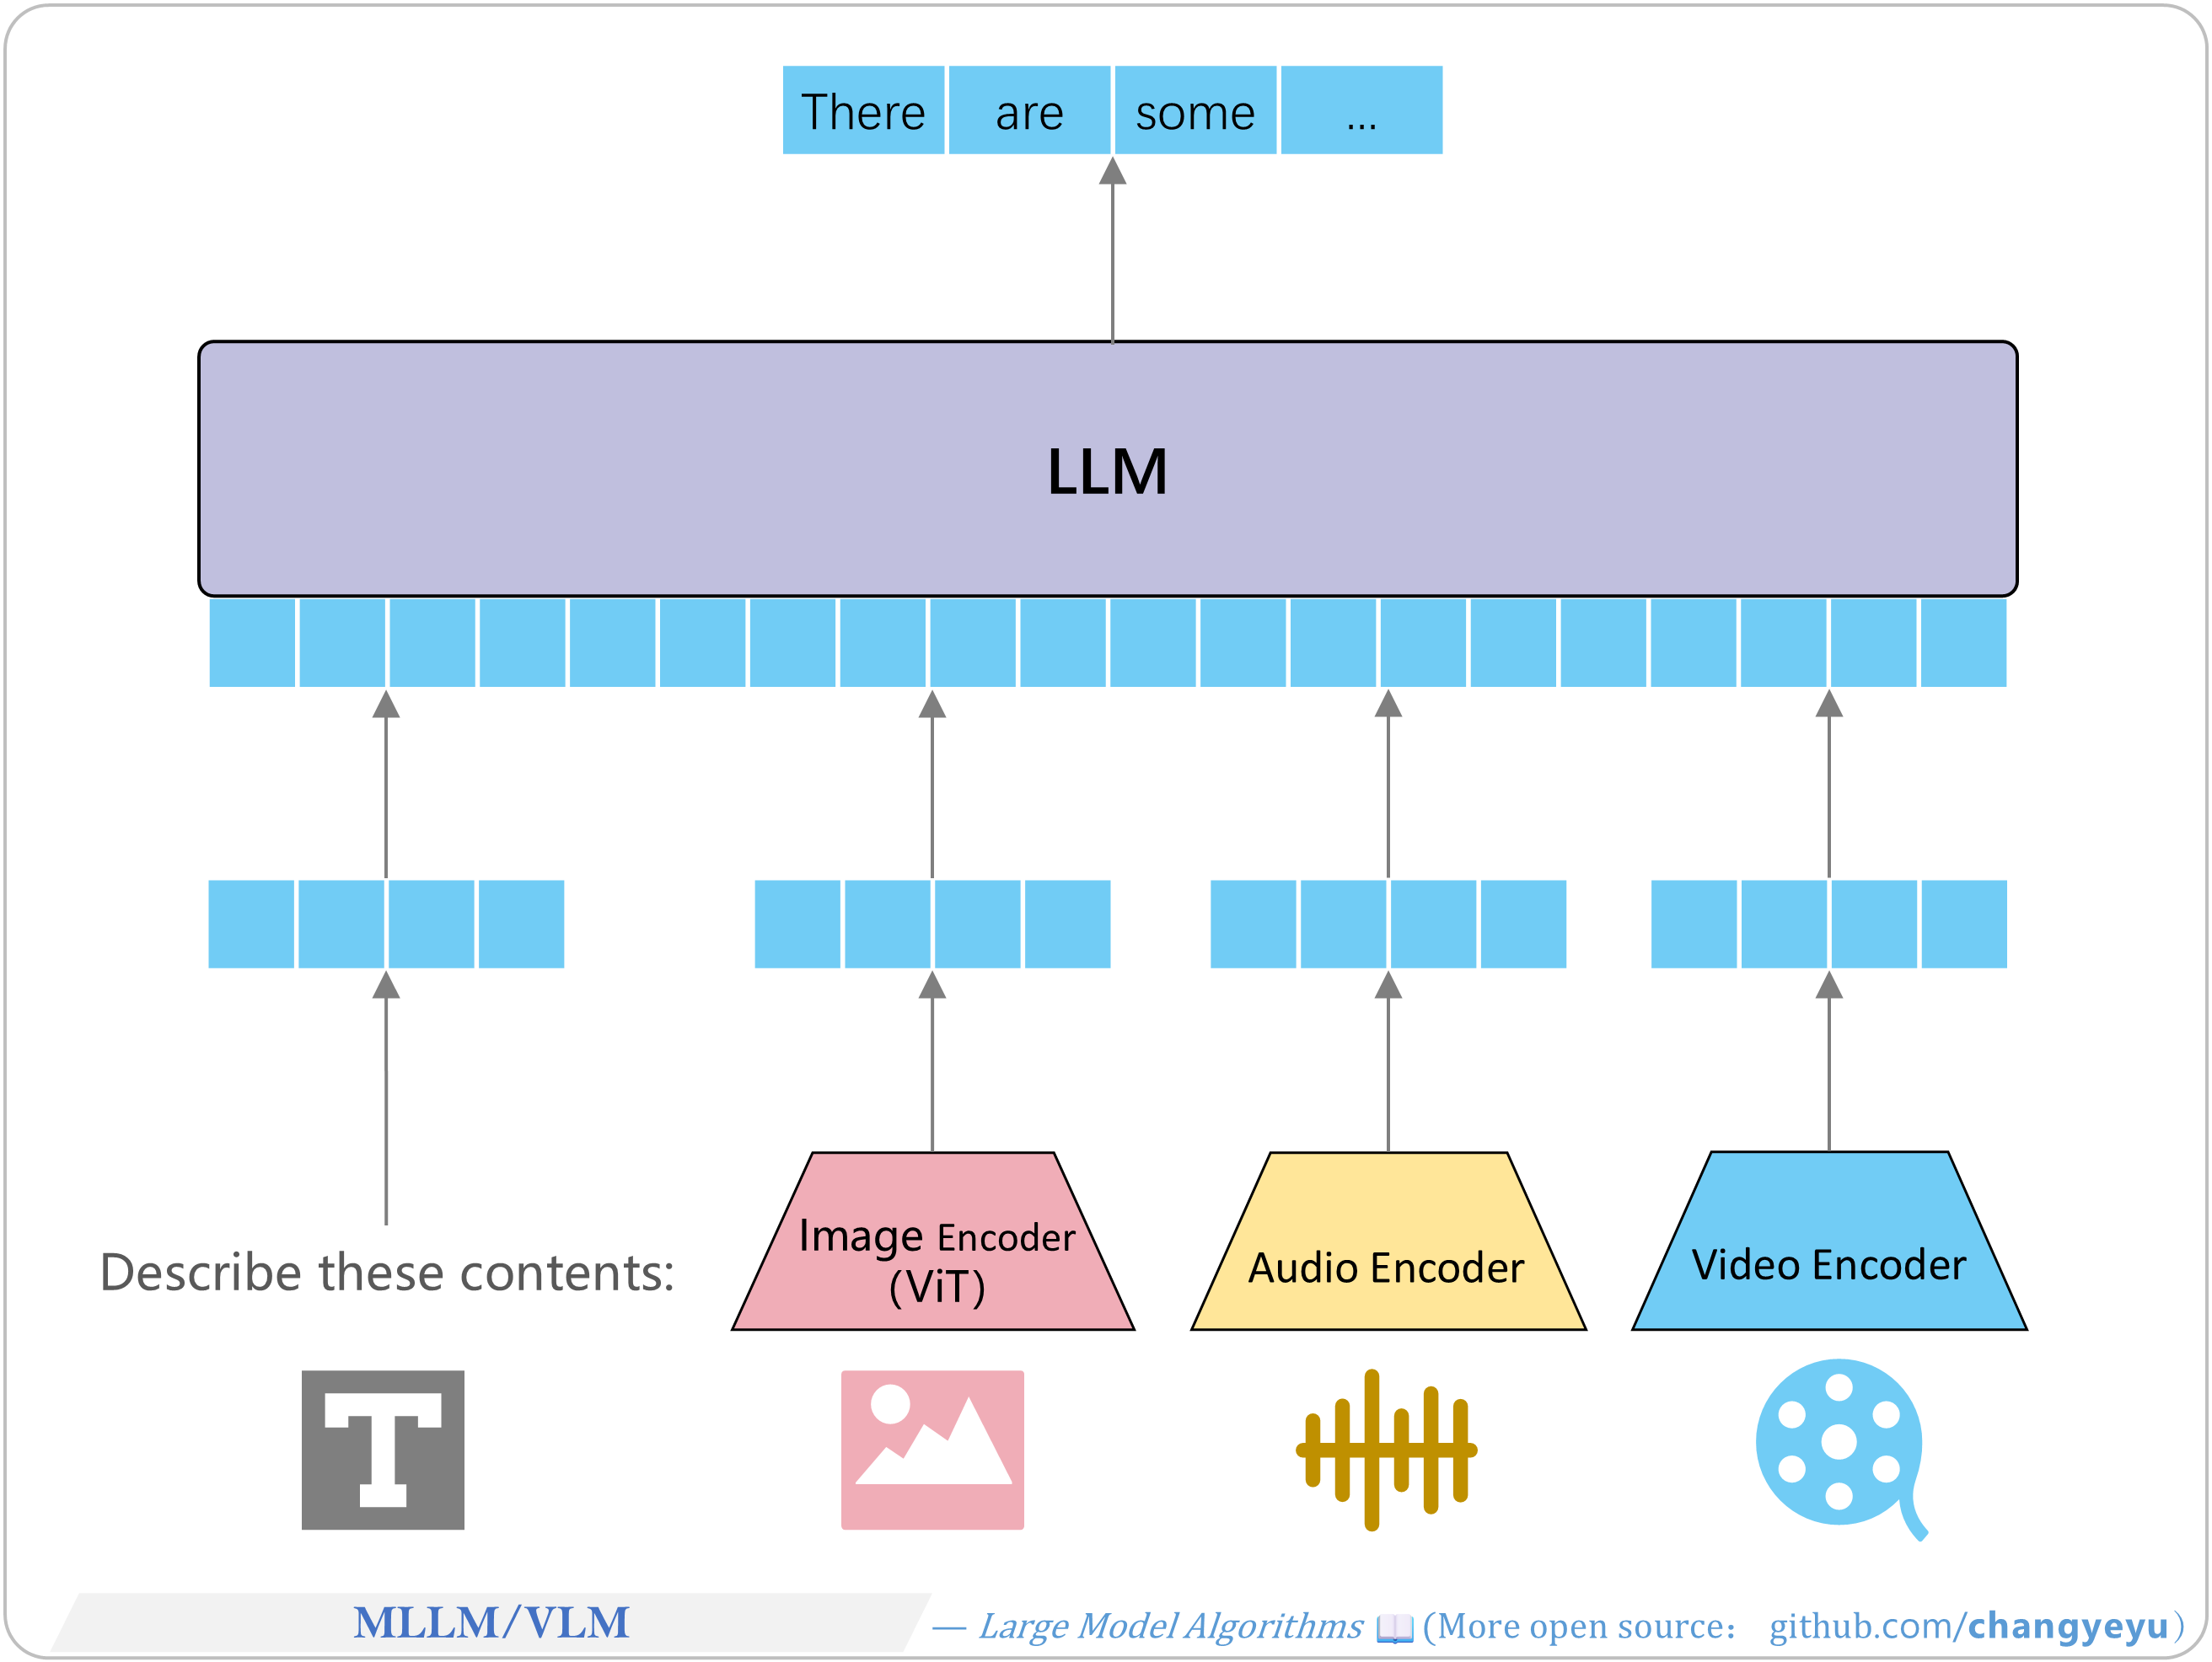 There are some ...
LLM
Describe these contents:
Image Encoder
(ViT)
Audio Encoder
Video Encoder
T
MLLM/VLM
— Large Model Algorithms 📖 (More open source: github.com/changyeyu)